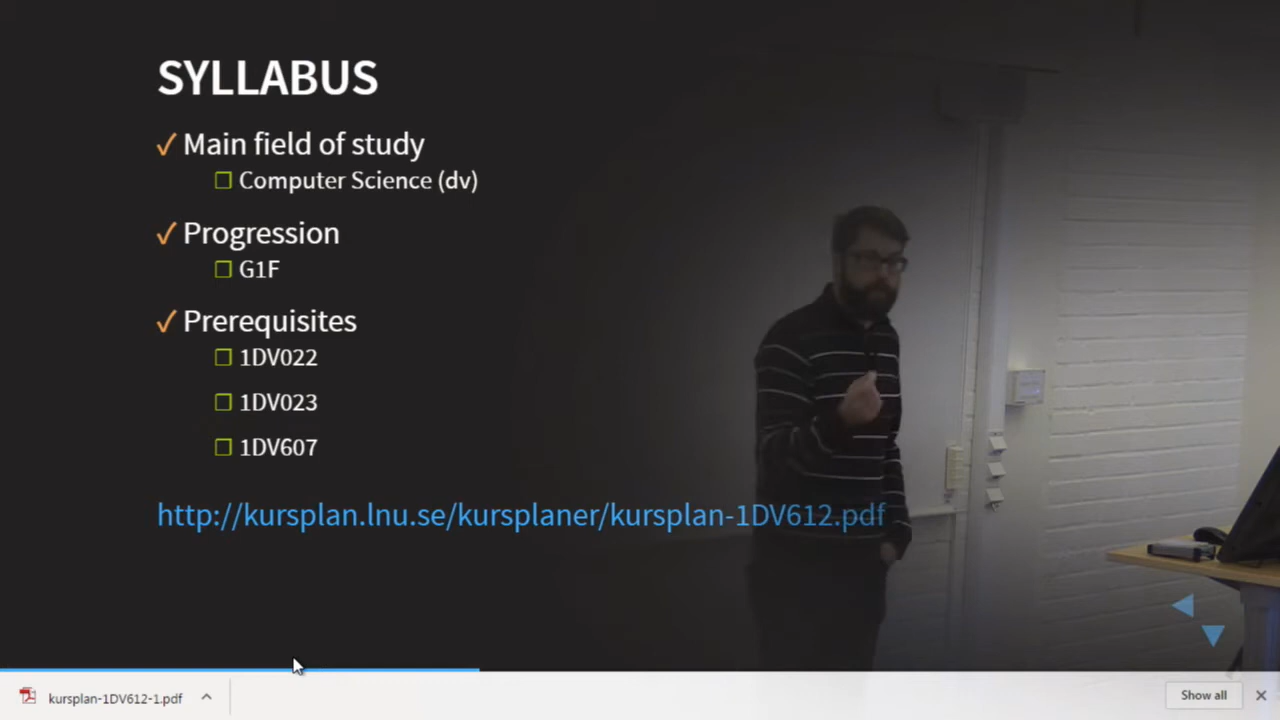 SYLLABUS
✓ Main field of study
❐ Computer Science (dv)
✓ Progression
❐ G1F
✓ Prerequisites
❐ 1DV022
❐ 1DV023
❐ 1DV607
http://kursplan.lnu.se/kursplaner/kursplan-1DV612.pdf
kursplan-1DV612-1.pdf
Show all